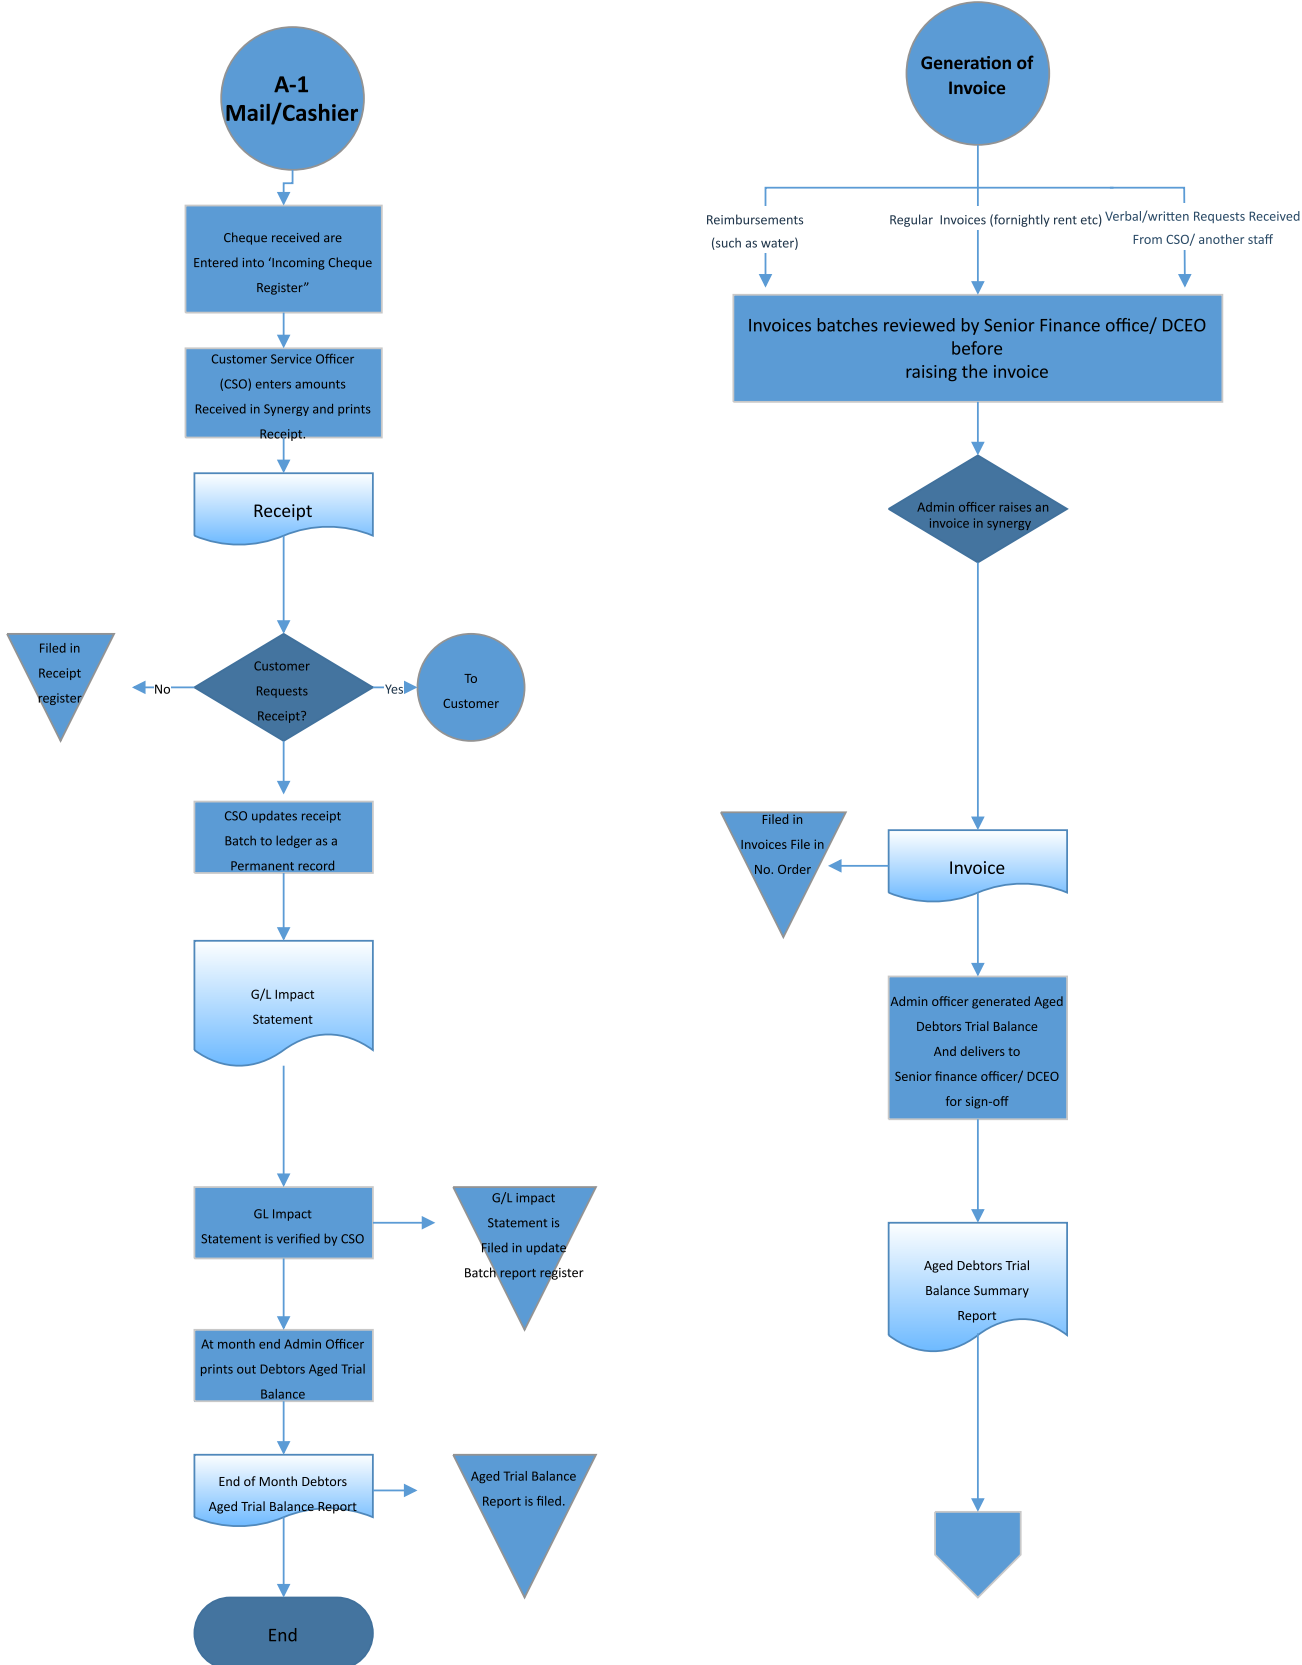 A-1
Mail/Cashier
Cheque received are
Entered into ‘Incoming Cheque
Register”
Customer Service Officer
(CSO) enters amounts
Received in Synergy and prints
Receipt.
Receipt
Filed in
Receipt
register
No
Customer
Requests
Receipt?
Yes
To
Customer
CSO updates receipt
Batch to ledger as a
Permanent record
G/L Impact
Statement
GL Impact
Statement is verified by CSO
G/L impact
Statement is
Filed in update
Batch report register
At month end Admin Officer
prints out Debtors Aged Trial
Balance
End of Month Debtors
Aged Trial Balance Report
Aged Trial Balance
Report is filed.
End
Generation of
Invoice
Reimbursements
(such as water)
Regular  Invoices (fornightly rent etc)
Verbal/written Requests Received
From CSO/ another staff
Invoices batches reviewed by Senior Finance office/ DCEO
before
raising the invoice
Admin officer raises an
invoice in synergy
Filed in
Invoices File in
No. Order
Invoice
Admin officer generated Aged
Debtors Trial Balance
And delivers to
Senior finance officer/ DCEO
for sign-off
Aged Debtors Trial
Balance Summary
Report